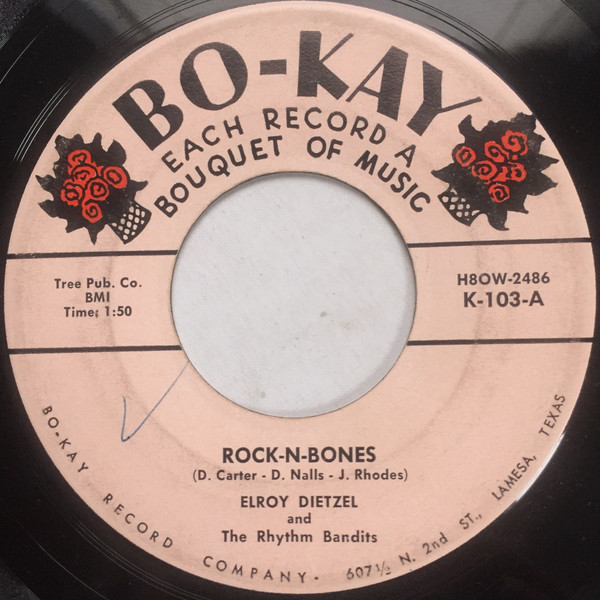 BO-KAY
EACH RECORD A
BOUQUET OF MUSIC
Tree Pub. Co.
BMI
Time: 1:50
H8OW-2486
K-103-A
ROCK-N-BONES
(D. Carter - D. Nalls - J. Rhodes)
ELROY DIETZEL
and
The Rhythm Bandits
BO-KAY RECORD COMPANY - 607½ N. 2nd ST., LAMESA, TEXAS